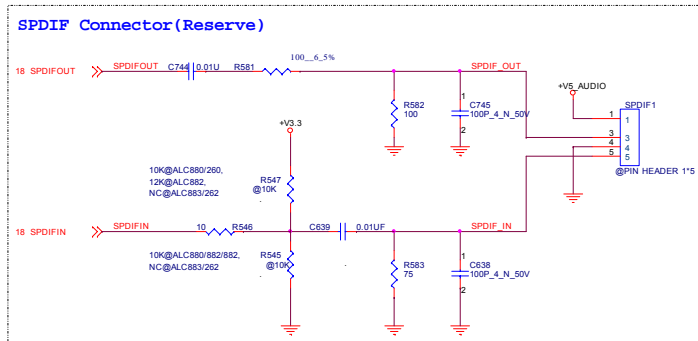 SPDIF Connector(Reserve)
100__6_5%
18 SPDIFOUT
SPDIFOUT
C744
0.01U
R581
SPDIF_OUT
+V5_AUDIO
SPDIF1
R582
100
1
C745
100P_4_N_50V
2
1
3
4
5
1
3
4
5
@PIN HEADER 1*5
+V3.3
10K@ALC880/260,
12K@ALC882,
NC@ALC883/262
R547
@10K
18 SPDIFIN
SPDIFIN
10
R546
C639
0.01UF
SPDIF_IN
10K@ALC880/882/882,
NC@ALC883/262
R545
@10K
R583
75
1
C638
100P_4_N_50V
2